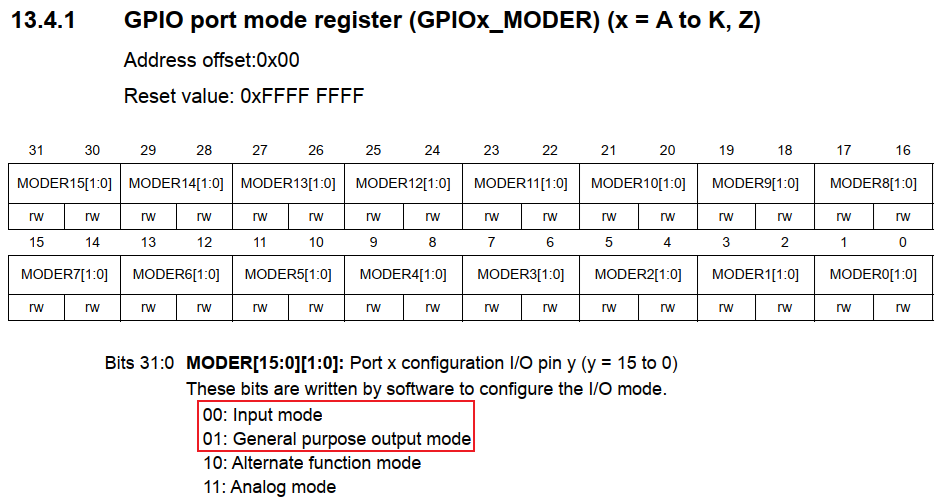 13.4.1 GPIO port mode register (GPIOx_MODER) (x = A to K, Z)
Address offset:0x00
Reset value: 0xFFFF FFFF
31 30 29 28 27 26 25 24 23 22 21 20 19 18 17 16
MODER15[1:0] MODER14[1:0] MODER13[1:0] MODER12[1:0] MODER11[1:0] MODER10[1:0] MODER9[1:0] MODER8[1:0]
rw rw rw rw rw rw rw rw rw rw rw rw rw rw rw rw
15 14 13 12 11 10 9 8 7 6 5 4 3 2 1 0
MODER7[1:0] MODER6[1:0] MODER5[1:0] MODER4[1:0] MODER3[1:0] MODER2[1:0] MODER1[1:0] MODER0[1:0]
rw rw rw rw rw rw rw rw rw rw rw rw rw rw rw rw
Bits 31:0 MODER[15:0][1:0]: Port x configuration I/O pin y (y = 15 to 0)
These bits are written by software to configure the I/O mode.
00: Input mode
01: General purpose output mode
10: Alternate function mode
11: Analog mode